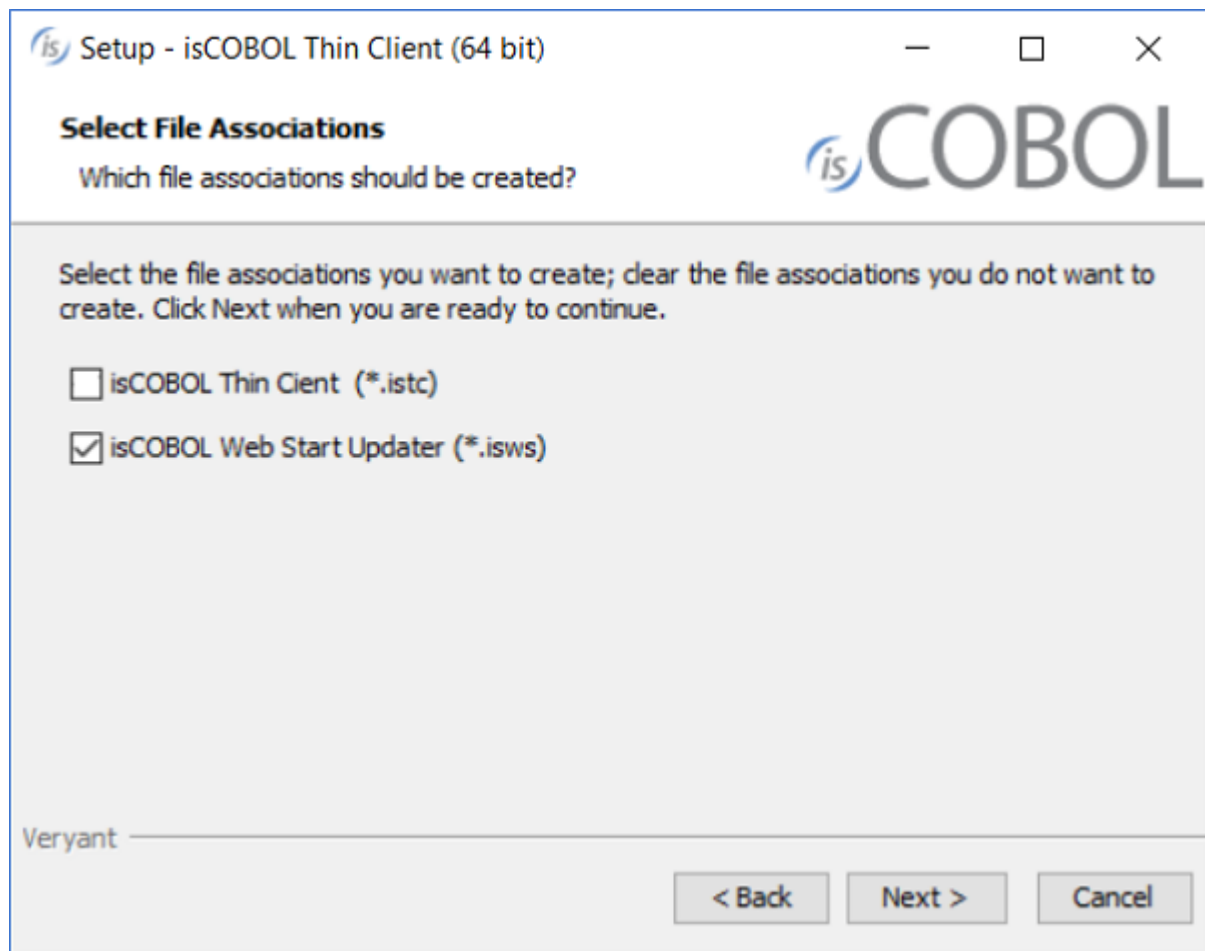 is Setup - isCOBOL Thin Client (64 bit)
Select File Associations
Which file associations should be created?
isCOBOL
Select the file associations you want to create; clear the file associations you do not want to
create. Click Next when you are ready to continue.
isCOBOL Thin Cient (*.istc)
isCOBOL Web Start Updater (*.isws)
Veryant
< Back
Next >
Cancel